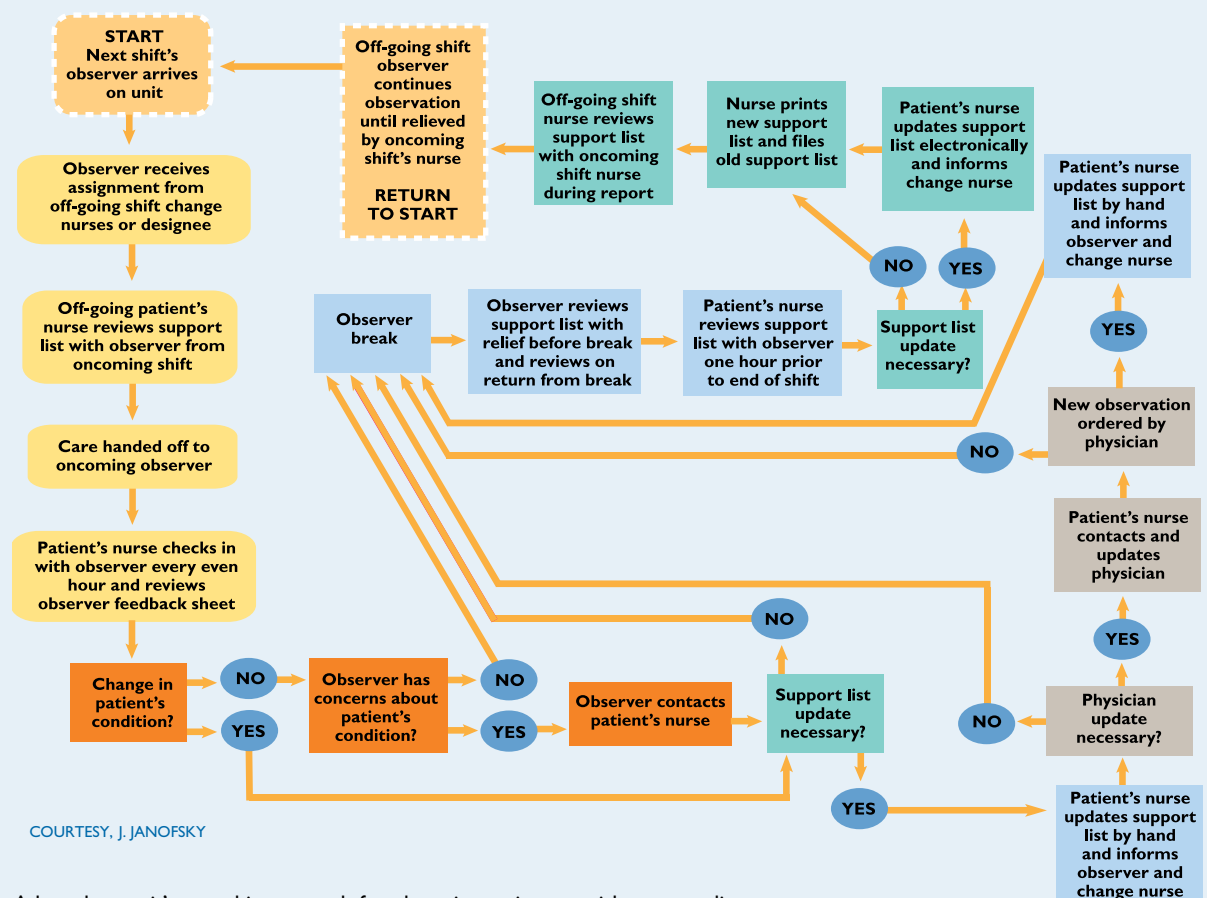 START
Next shift's
observer arrives
on unit
Observer receives
assignment from
off-going shift change
nurses or designee
Off-going patient's
nurse reviews support
list with observer from
oncoming shift
Care handed off to
oncoming observer
Patient's nurse checks in
with observer every even
hour and reviews
observer feedback sheet
Change in
patient's
condition?
NO
YES
Observer has
concerns about
patient's
condition?
NO
YES
Observer contacts
patient's nurse
Support list
update
necessary?
NO
YES
Patient's nurse
updates support
list by hand
and informs
observer and
change nurse
Physician
update
necessary?
NO
YES
Patient's nurse
contacts and
updates
physician
New observation
ordered by
physician
NO
YES
Patient's nurse
updates support
list by hand
and informs
observer and
change nurse
Observer
break
Observer reviews
support list with
relief before break
and reviews on
return from break
Patient's nurse
reviews support
list with observer
one hour prior
to end of shift
Support list
update
necessary?
NO
YES
Patient's nurse
updates support
list electronically
and informs
change nurse
Nurse prints
new support
list and files
old support list
Off-going shift
nurse reviews
support list
with oncoming
shift nurse
during report
Off-going shift
observer
continues
observation
until relieved
by oncoming
shift's nurse
RETURN
TO START
COURTESY, J. JANOFSKY